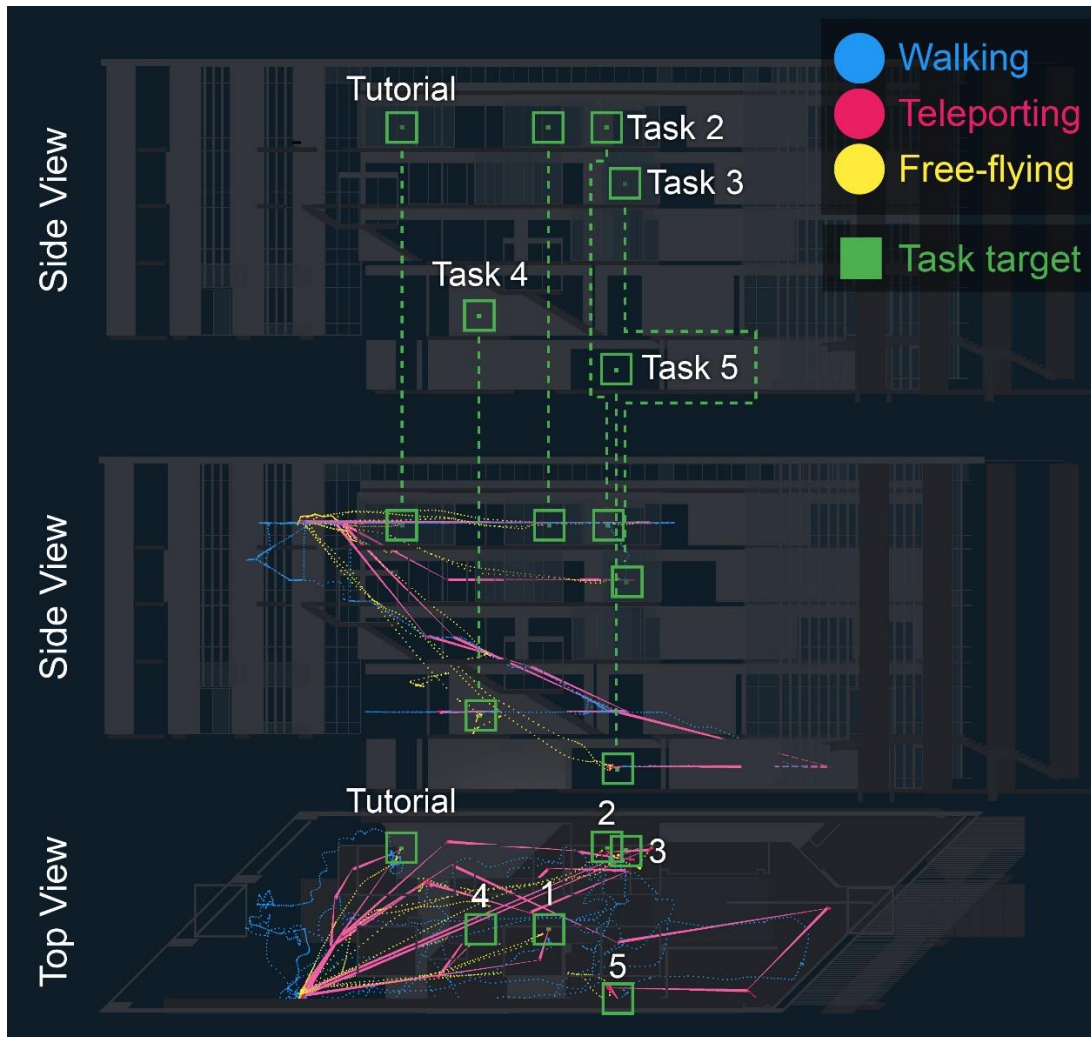 Side View
Tutorial
Task 2
Task 3
Task 4
Task 5
Walking
Teleporting
Free-flying
Task target
Side View
Top View
Tutorial
2
3
4
1
5